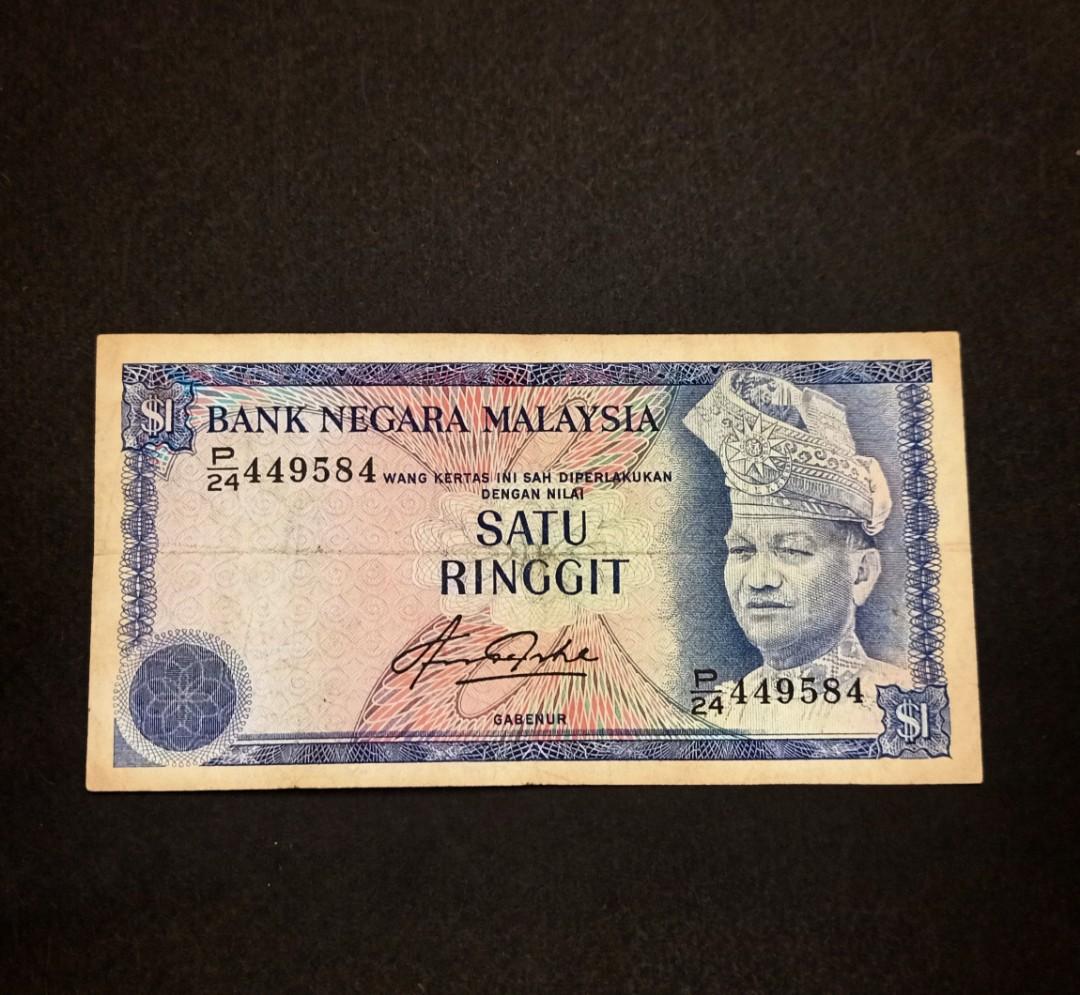 $1
BANK NEGARA MALAYSIA
P/24 449584
WANG KERTAS INI SAH DIPERLAKUKAN
DENGAN NILAI
SATU
RINGGIT
GABENUR
P/24 449584
$1